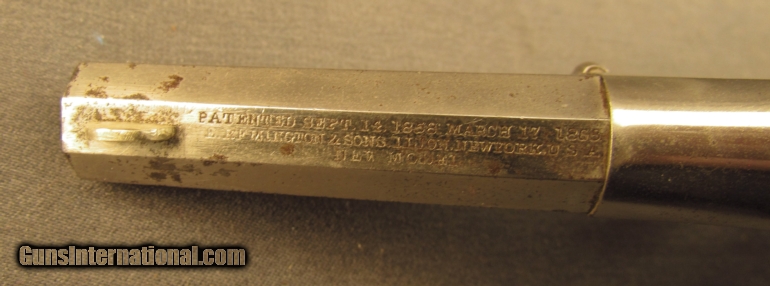 PATENTED SEPT. 14 1858 MARCH 17 1863
E. REMINGTON & SONS ILION NEW YORK U.S.A.
NEW MODEL
GunsInternational.com